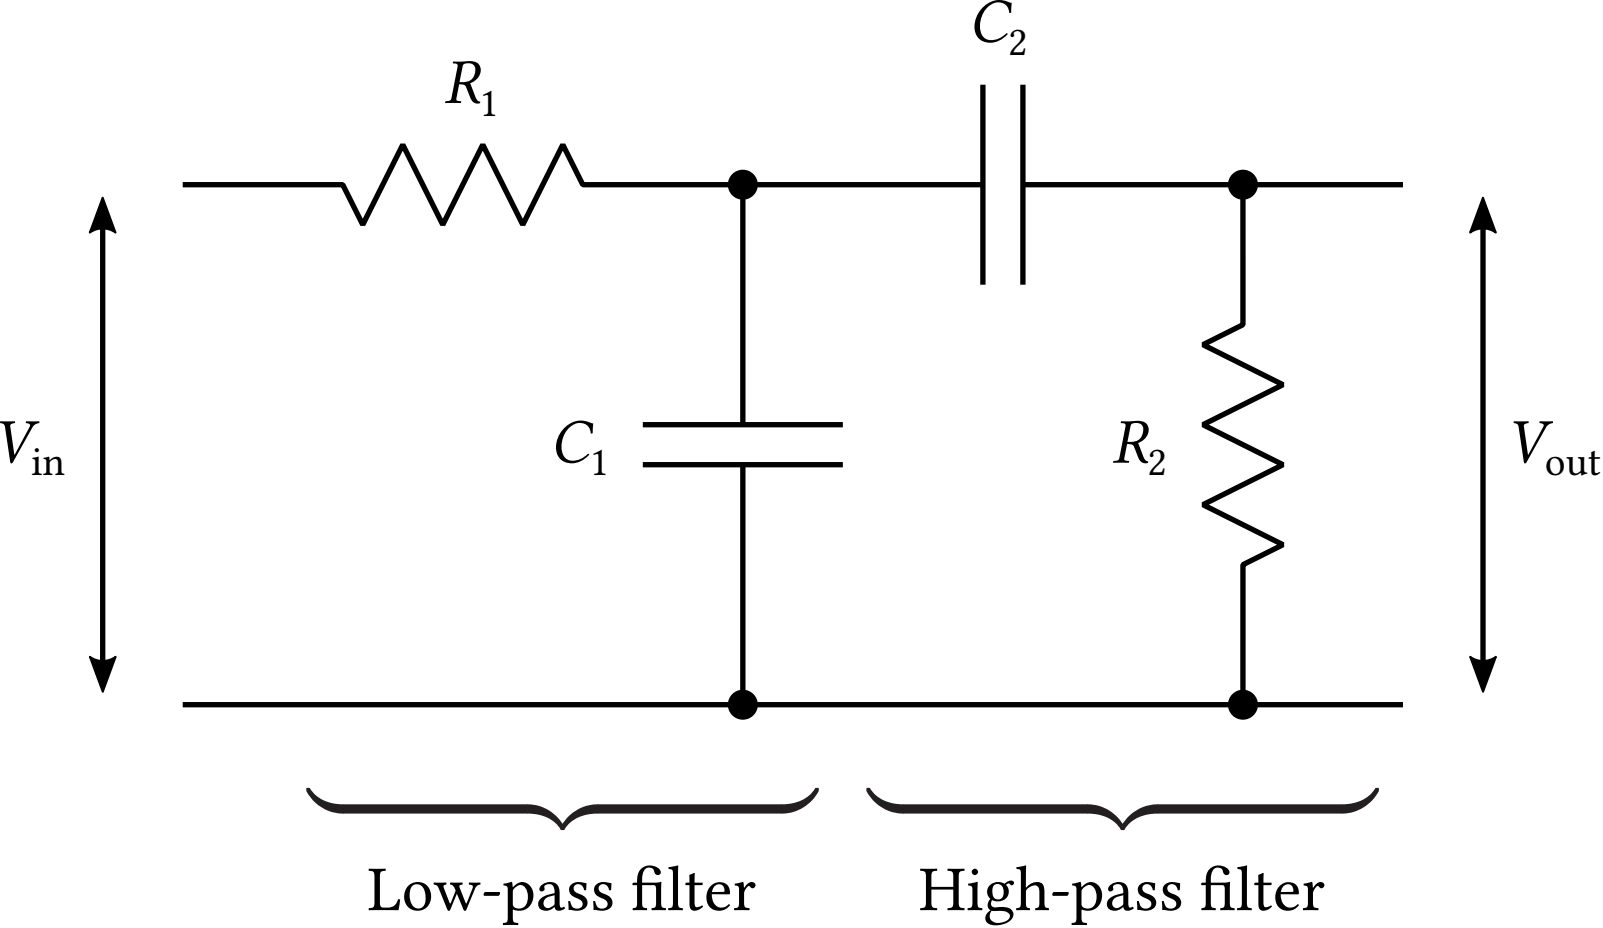 C2
R1
Vin
C1
R2
Vout
Low-pass filter
High-pass filter